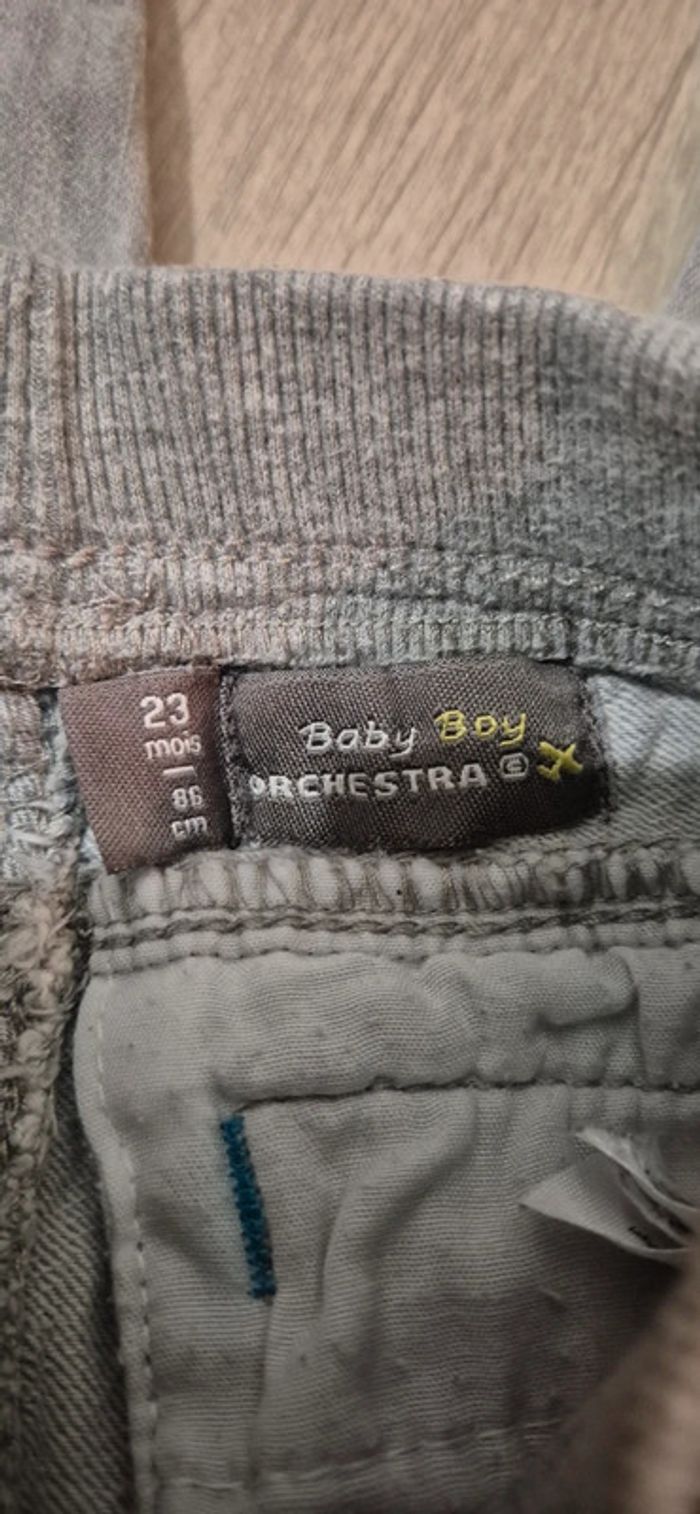 23
mois
86
cm
Baby Boy
ORCHESTRA ©